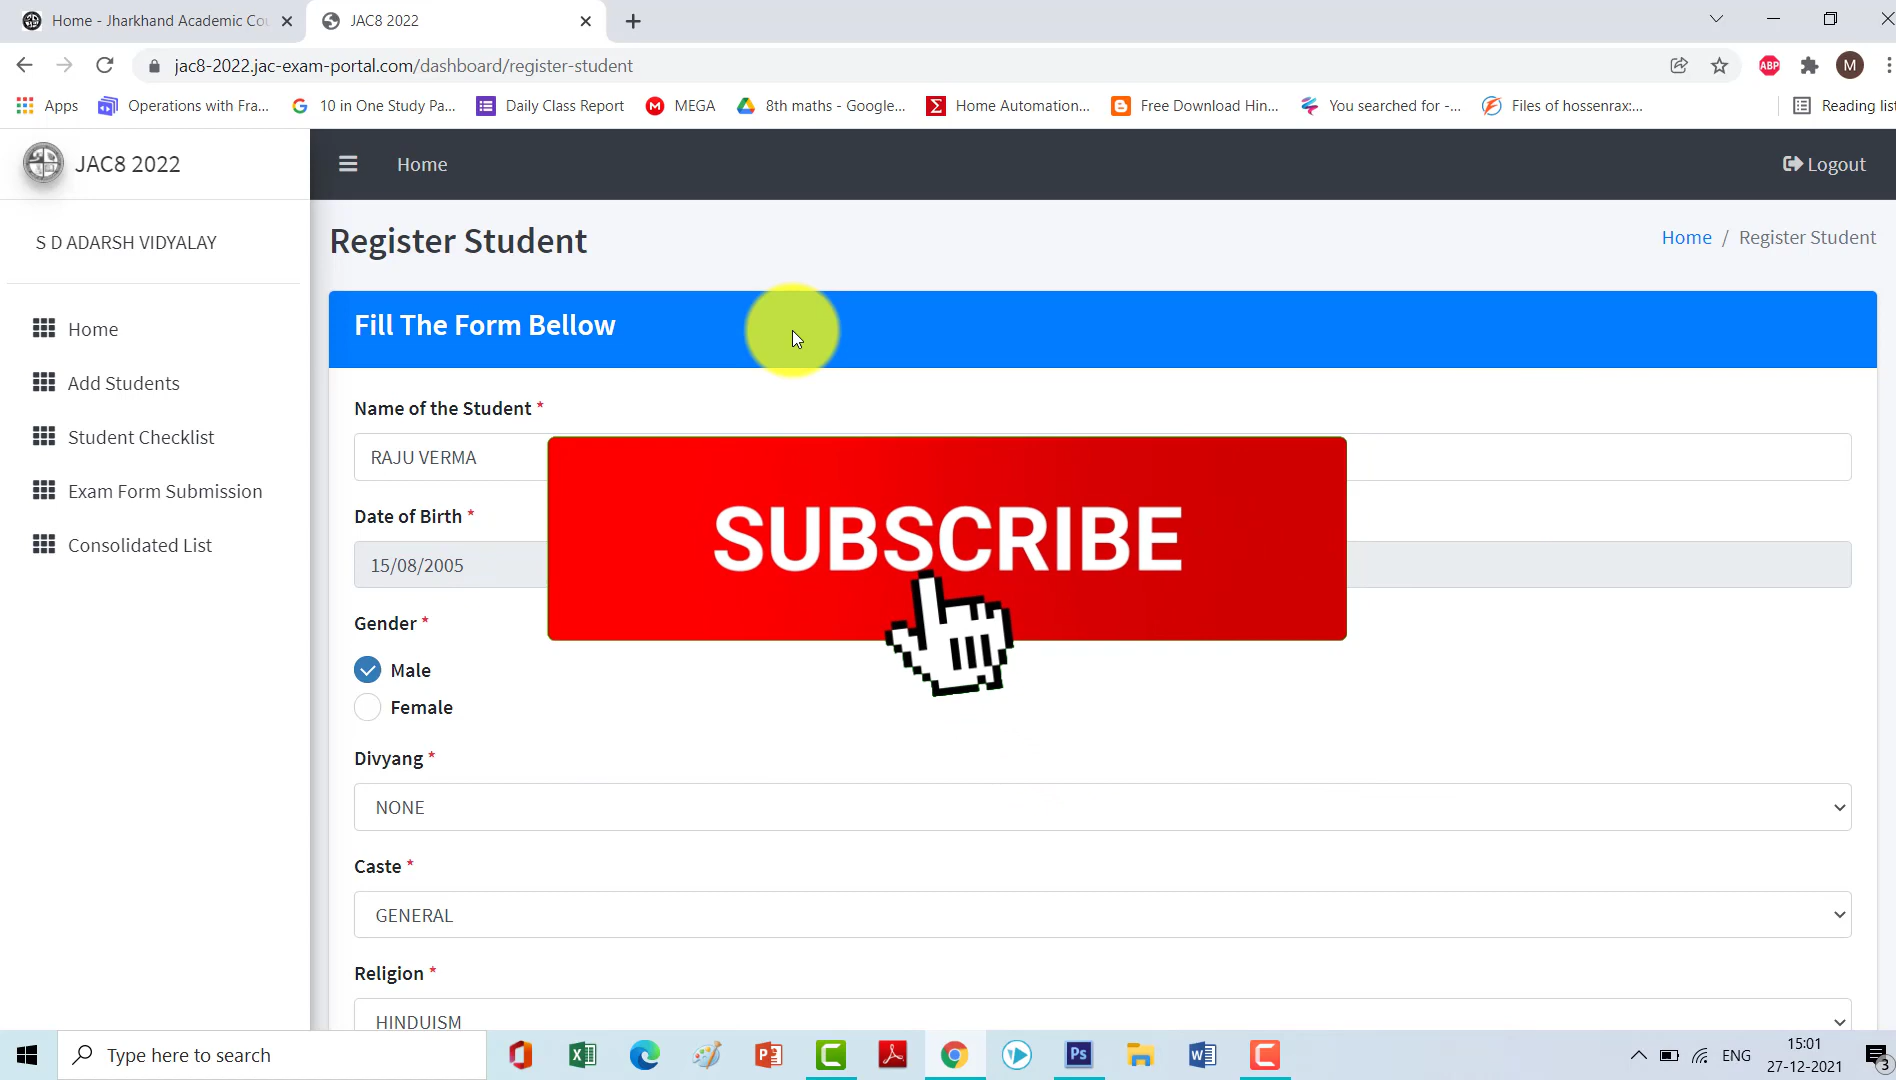 Home - Jharkhand Academic Cou
JAC8 2022
jac8-2022.jac-exam-portal.com/dashboard/register-student
ABP
M
Apps
Operations with Fra...
10 in One Study Pa...
Daily Class Report
MEGA
8th maths - Google...
Home Automation...
Free Download Hin...
You searched for -...
Files of hossenrax:...
Reading list
JAC8 2022
Home
Logout
S D ADARSH VIDYALAY
Home
Add Students
Student Checklist
Exam Form Submission
Consolidated List
Register Student
Home / Register Student
Fill The Form Bellow
Name of the Student *
RAJU VERMA
Date of Birth *
15/08/2005
SUBSCRIBE
Gender *
Male
Female
Divyang *
NONE
Caste *
GENERAL
Religion *
HINDUISM
Type here to search
Ps
ENG
15:01
27-12-2021
3